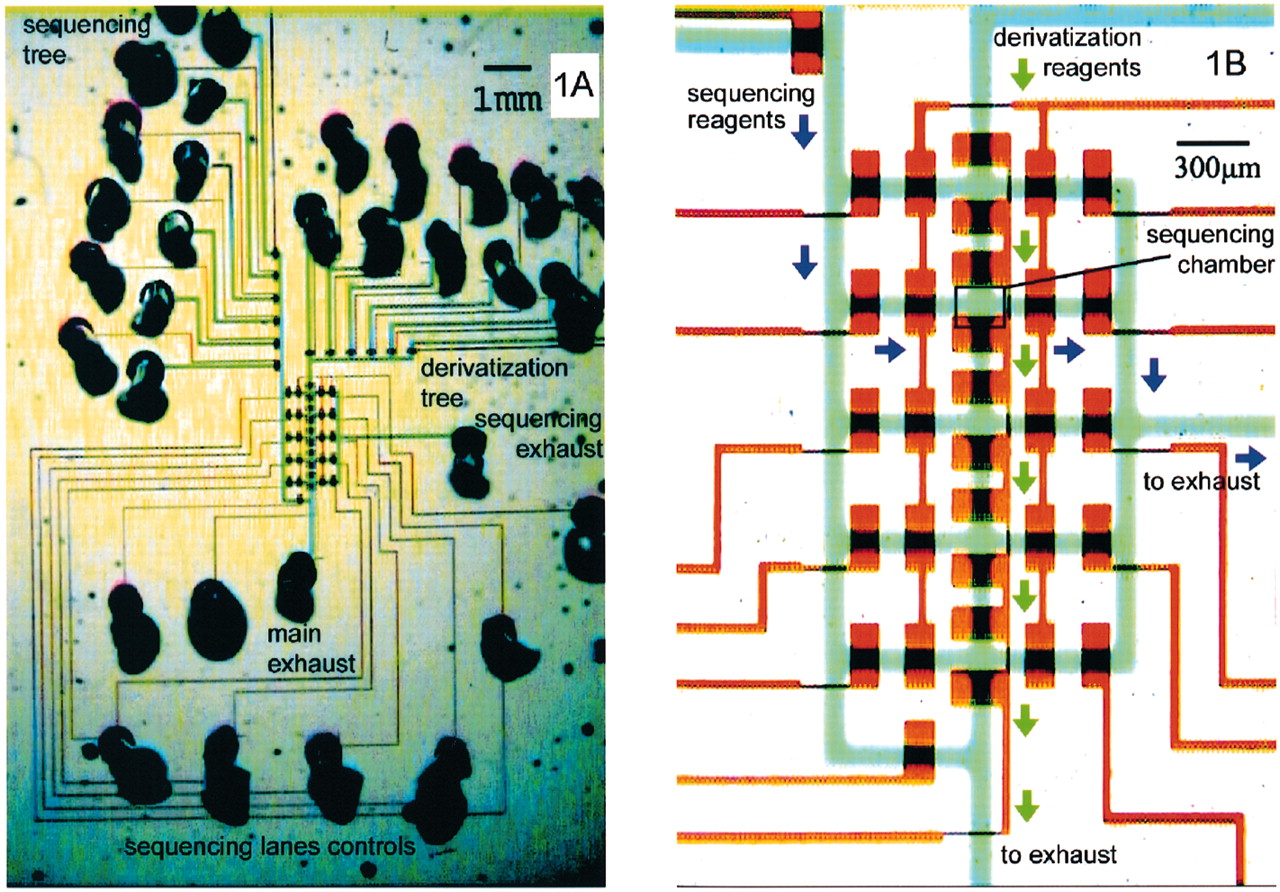 sequencing
tree
1mm
1A
derivatization
tree
sequencing
exhaust
main
exhaust
sequencing lanes controls
derivatization
reagents
1B
sequencing
reagents
300µm
sequencing
chamber
to exhaust
to exhaust